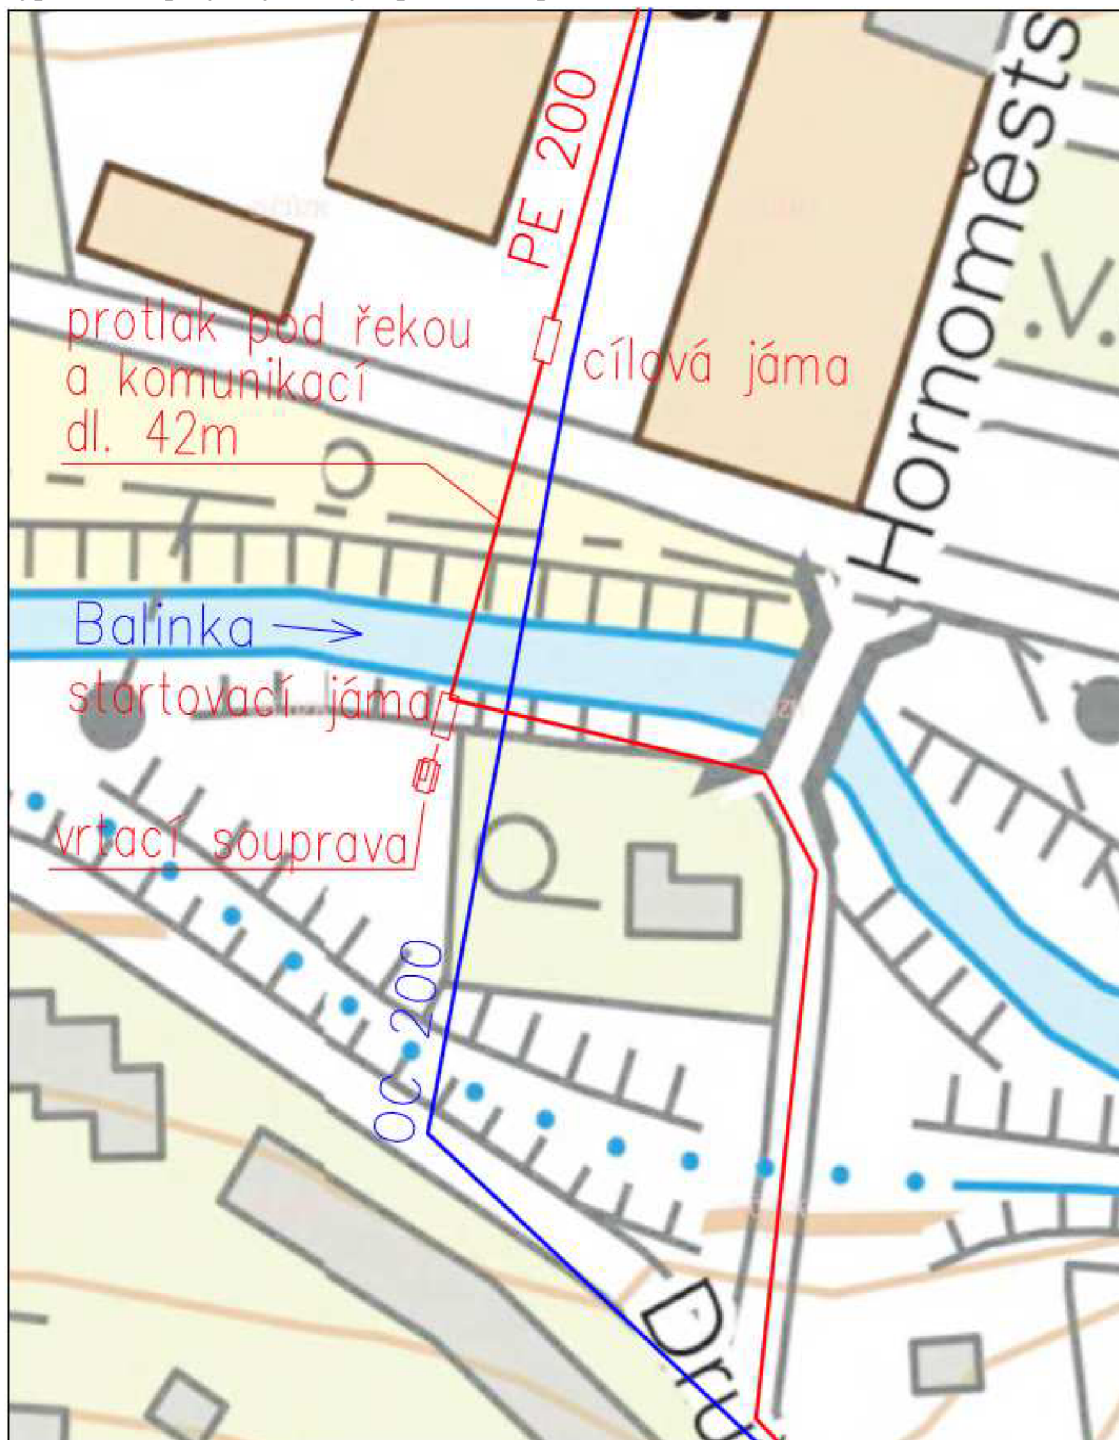 PE 200
Hornoměsts
protlak pod řekou
a komunikací
dl. 42m
cílová jáma
Balinka
startovací jáma
vrtací souprava
OC 200
Dru